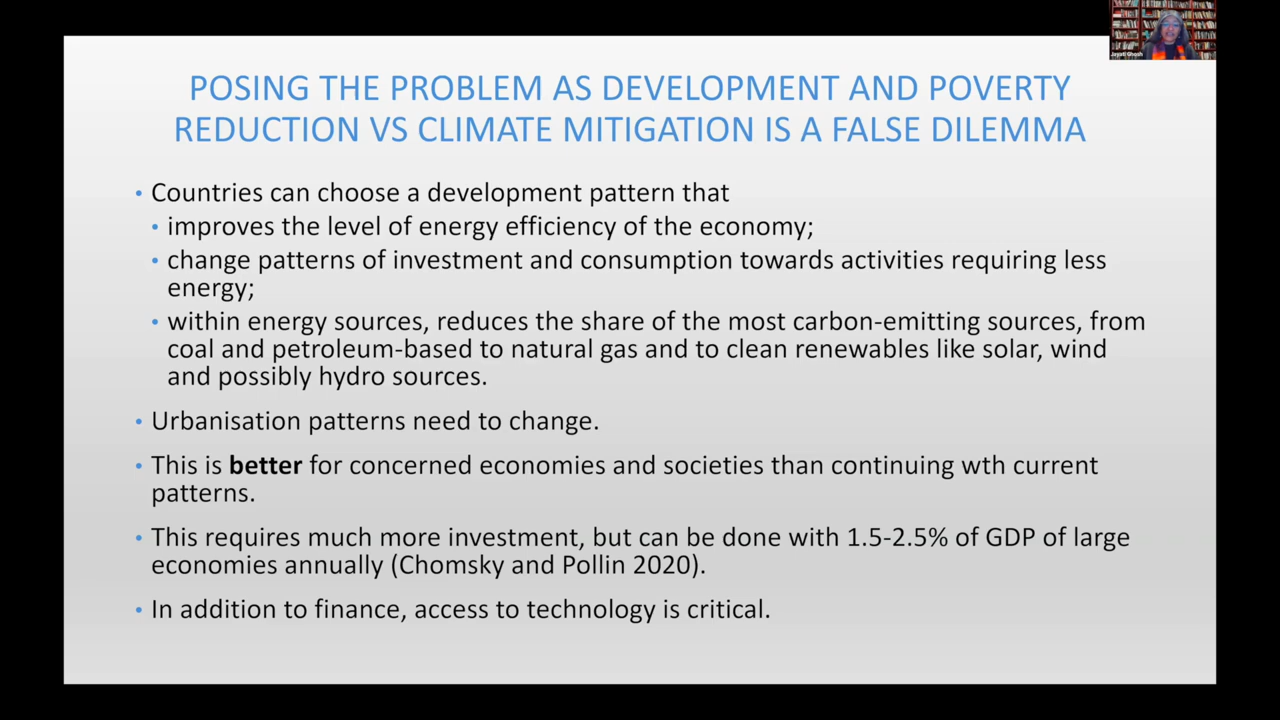 Jayati Ghosh
POSING THE PROBLEM AS DEVELOPMENT AND POVERTY
REDUCTION VS CLIMATE MITIGATION IS A FALSE DILEMMA
• Countries can choose a development pattern that
• improves the level of energy efficiency of the economy;
• change patterns of investment and consumption towards activities requiring less
energy;
• within energy sources, reduces the share of the most carbon-emitting sources, from
coal and petroleum-based to natural gas and to clean renewables like solar, wind
and possibly hydro sources.
• Urbanisation patterns need to change.
• This is better for concerned economies and societies than continuing wth current
patterns.
• This requires much more investment, but can be done with 1.5-2.5% of GDP of large
economies annually (Chomsky and Pollin 2020).
• In addition to finance, access to technology is critical.